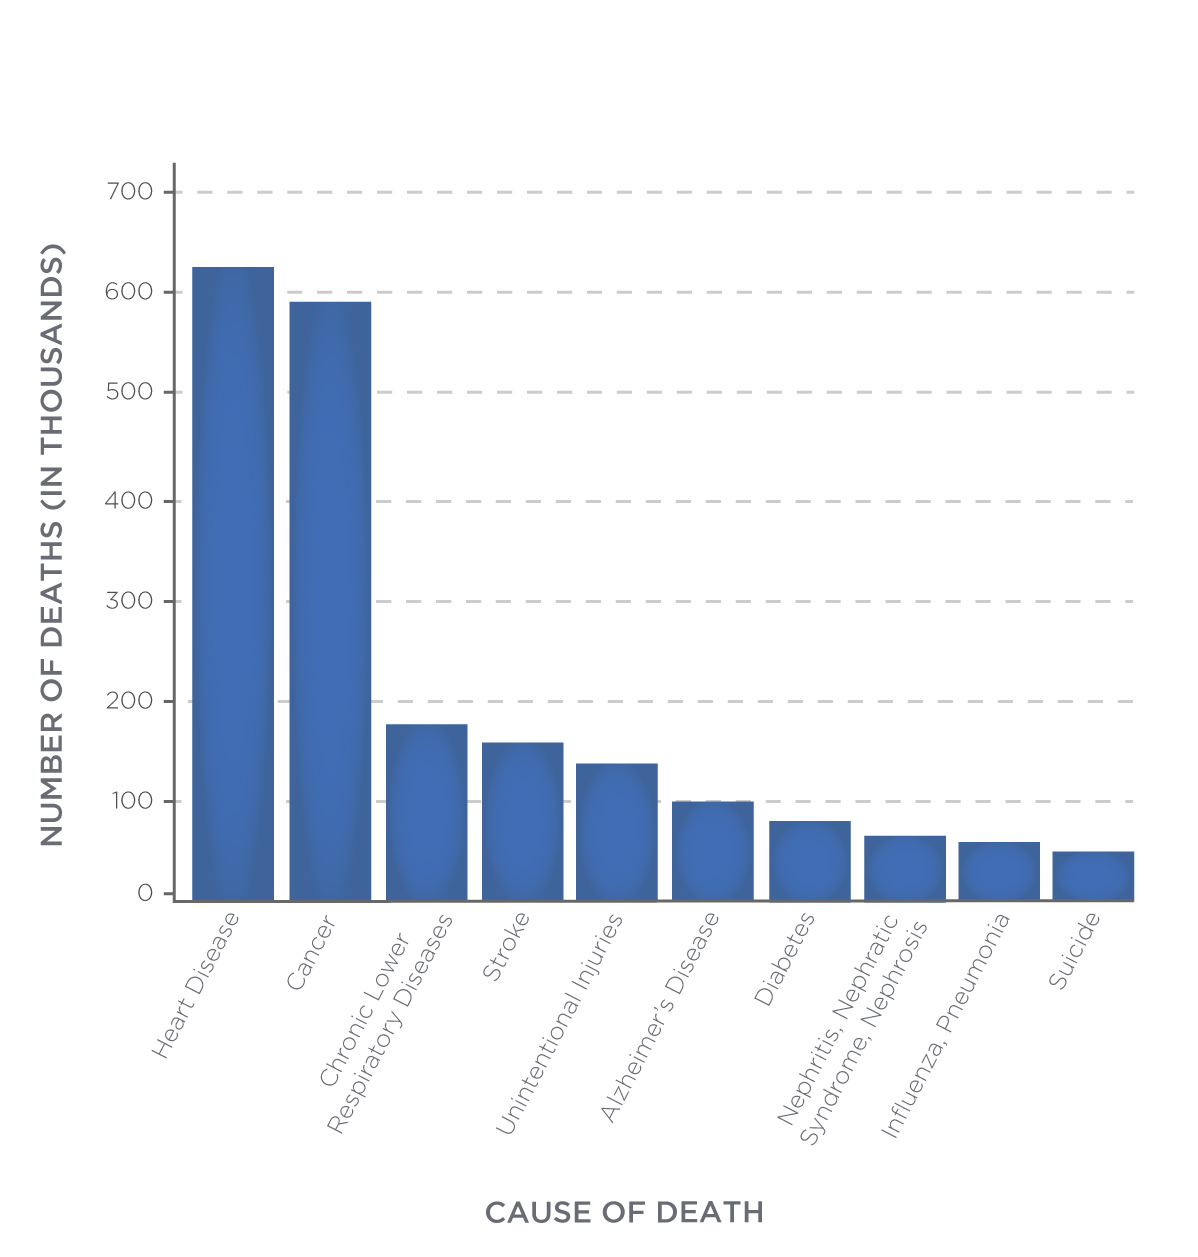 NUMBER OF DEATHS (IN THOUSANDS)
700
600
500
400
300
200
100
0
Heart Disease
Cancer
Chronic Lower
Respiratory Diseases
Stroke
Unintentional Injuries
Alzheimer's Disease
Diabetes
Nephritis, Nephratic
Syndrome, Nephrosis
Influenza, Pneumonia
Suicide
CAUSE OF DEATH